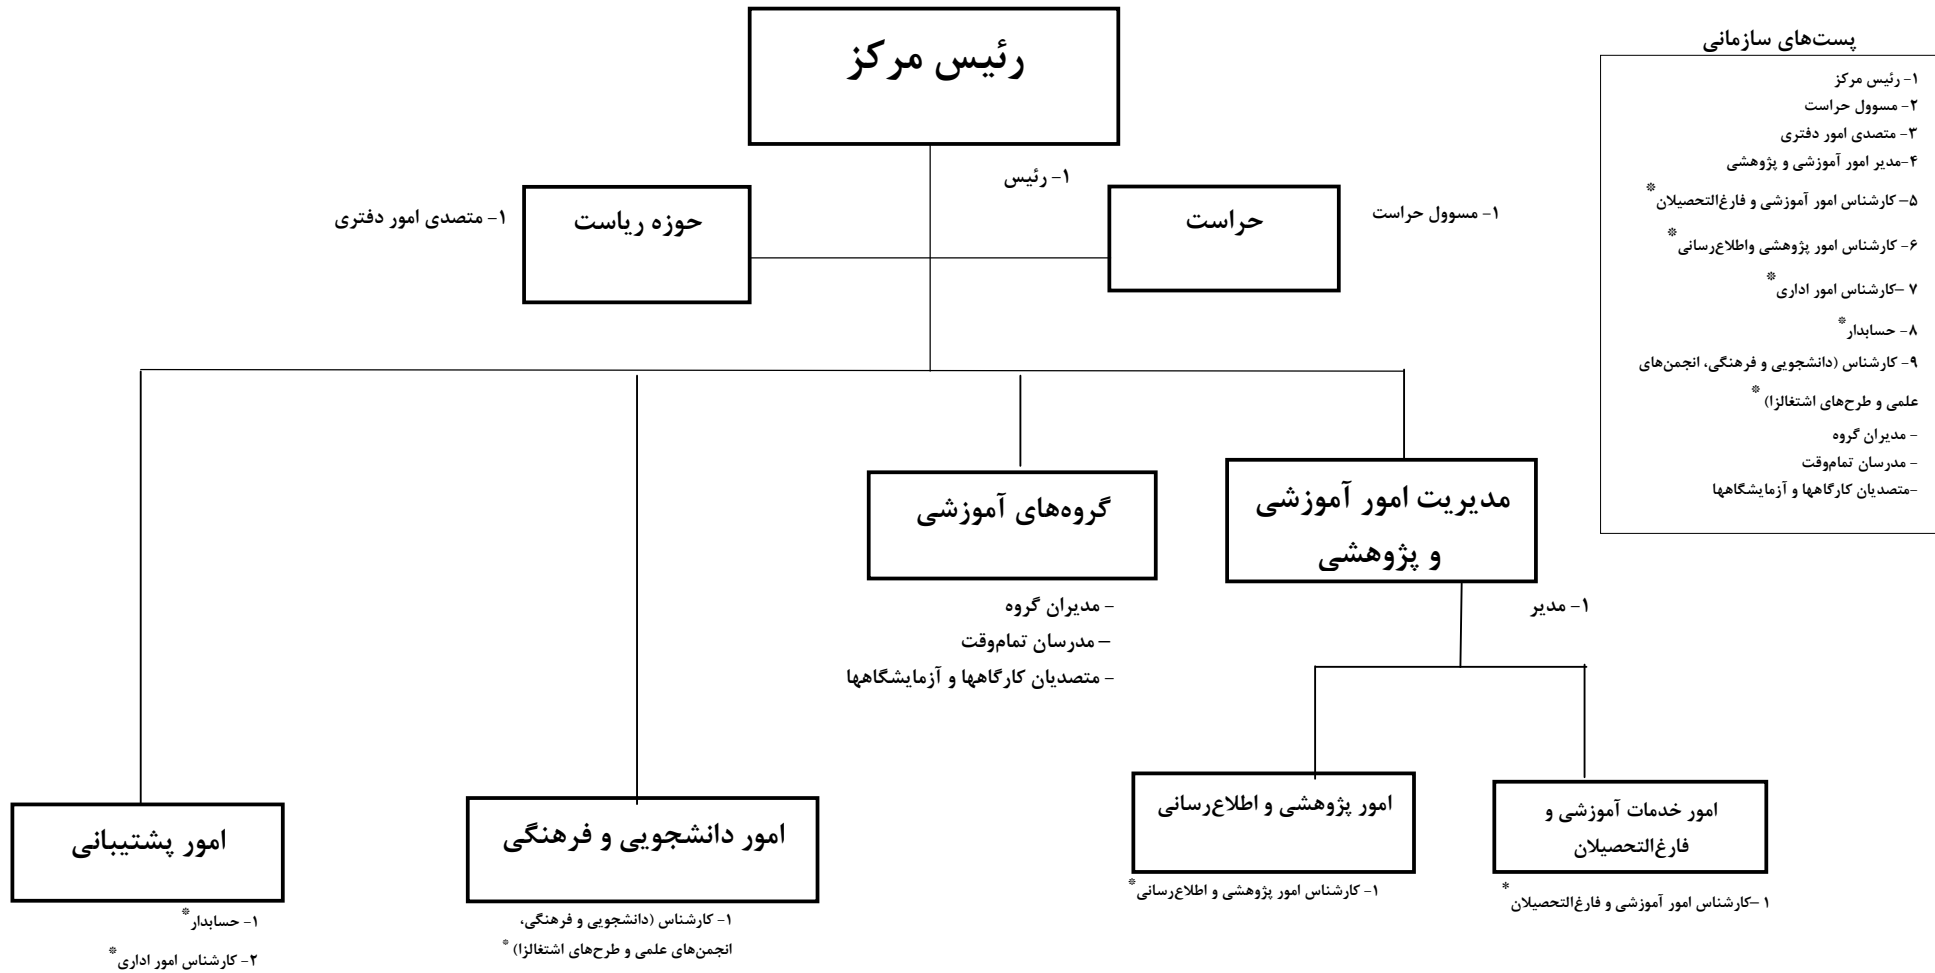 رئیس مرکز
پست‌های سازمانی
۱- رئیس مرکز
۲- مسوول حراست
۳- متصدی امور دفتری
۴-مدیر امور آموزشی و پژوهشی
۵– کارشناس امور آموزشی و فارغ‌التحصیلان*
۶- کارشناس امور پژوهشی واطلاع‌رسانی*
۷ –کارشناس امور اداری*
۸- حسابدار*
۹- کارشناس (دانشجویی و فرهنگی، انجمن‌های
علمی و طرح‌های اشتغالزا) *
- مدیران گروه
- مدرسان تمام‌وقت
-متصدیان کارگاهها و آزمایشگاهها
۱- رئیس
حراست
۱- مسوول حراست
حوزه ریاست
۱- متصدی امور دفتری
مدیریت امور آموزشی
و پژوهشی
۱- مدیر
گروه‌های آموزشی
- مدیران گروه
– مدرسان تمام‌وقت
- متصدیان کارگاهها و آزمایشگاهها
امور خدمات آموزشی و
فارغ‌التحصیلان
۱ –کارشناس امور آموزشی و فارغ‌التحصیلان*
امور پژوهشی و اطلاع‌رسانی
۱- کارشناس امور پژوهشی و اطلاع‌رسانی*
امور دانشجویی و فرهنگی
۱- کارشناس (دانشجویی و فرهنگی،
انجمن‌های علمی و طرح‌های اشتغالزا) *
امور پشتیبانی
۱- حسابدار*
۲- کارشناس امور اداری*